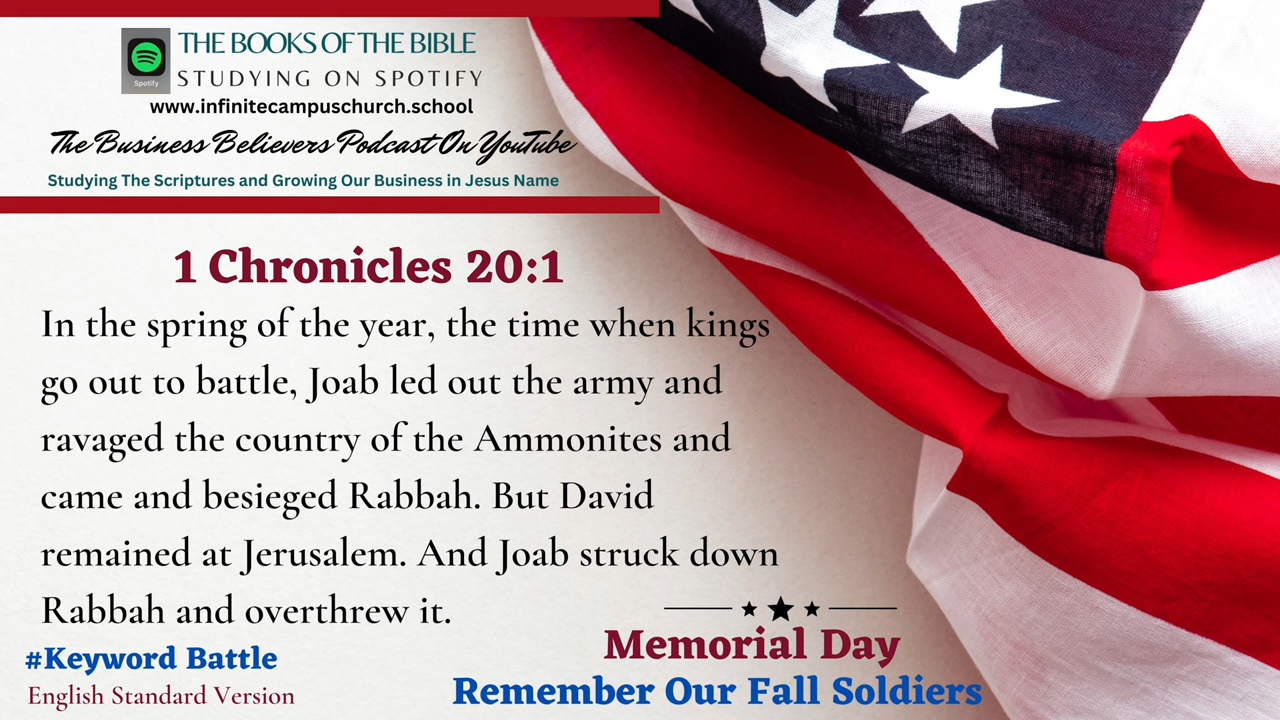 THE BOOKS OF THE BIBLE
STUDYING ON SPOTIFY
Spotify
www.infinitecampuschurch.school
The Business Believers Podcast On YouTube
Studying The Scriptures and Growing Our Business in Jesus Name
1 Chronicles 20:1
In the spring of the year, the time when kings
go out to battle, Joab led out the army and
ravaged the country of the Ammonites and
came and besieged Rabbah. But David
remained at Jerusalem. And Joab struck down
Rabbah and overthrew it.
#Keyword Battle
English Standard Version
Memorial Day
Remember Our Fall Soldiers